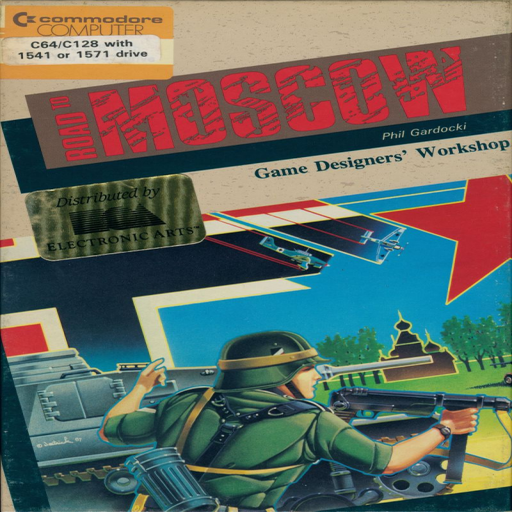 commodore
COMPUTER
C64/C128 with
1541 or 1571 drive
ROAD TO
MOSCOW
Phil Gardocki
Game Designers' Workshop
Distributed by
ELECTRONIC ARTS™